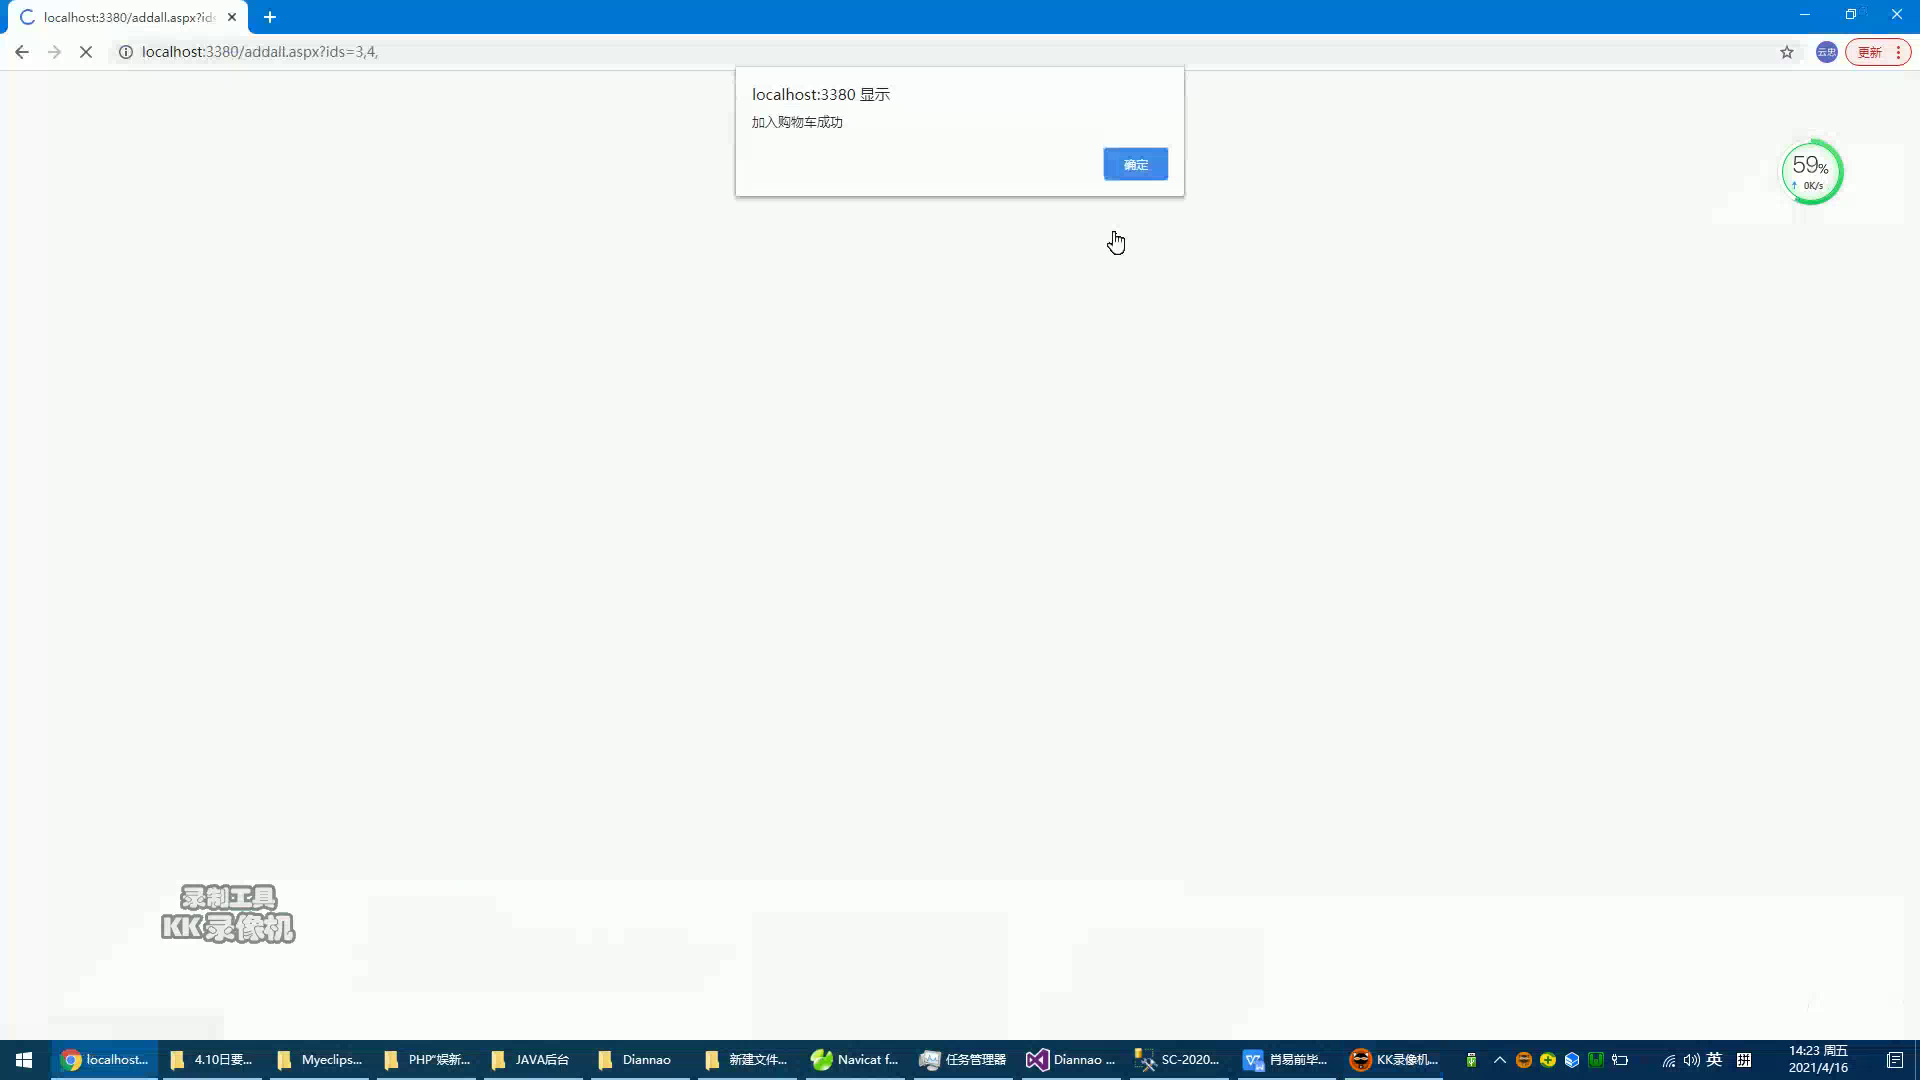 localhost:3380/addall.aspx?ids
localhost:3380/addall.aspx?ids=3,4,
云忠
更新
localhost:3380 显示
加入购物车成功
确定
59%
0K/s
录制工具
KK录像机
localhost...
4.10日要...
Myeclips...
PHP"娱新...
JAVA后台
Diannao
新建文件...
Navicat f...
任务管理器
Diannao ...
SC-2020...
肖易前毕...
KK录像机...
英
拼
14:23 周五
2021/4/16